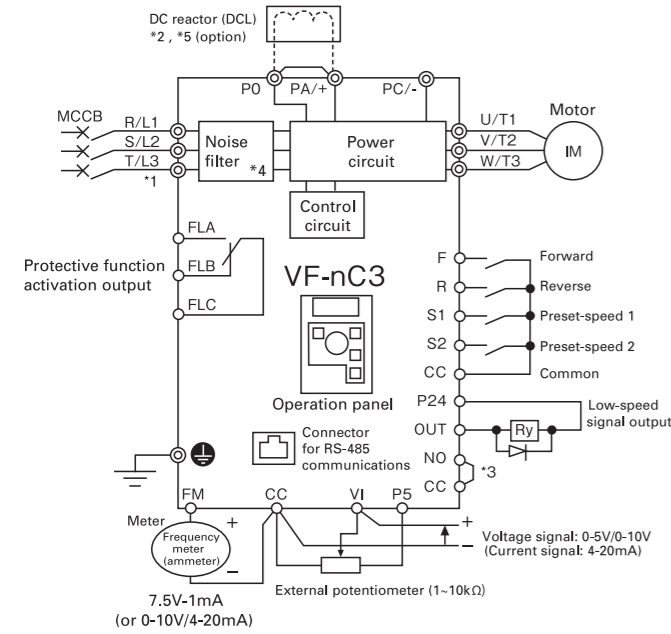 DC reactor (DCL)
*2 , *5 (option)
PO PA/+ PC/-
MCCB
R/L1
S/L2
T/L3
*1
Noise
filter
*4
Power
circuit
Control
circuit
U/T1
V/T2
W/T3
Motor
IM
FLA
FLB
FLC
Protective function
activation output
VF-nC3
Operation panel
Connector
for RS-485
communications
F Forward
R Reverse
S1 Preset-speed 1
S2 Preset-speed 2
CC Common
P24
OUT
Ry
Low-speed
signal output
NO
CC
*3
FM CC VI P5
Meter
Frequency
meter
(ammeter)
+
−
7.5V-1mA
(or 0-10V/4-20mA)
External potentiometer (1~10kΩ)
+
−
Voltage signal: 0-5V/0-10V
(Current signal: 4-20mA)